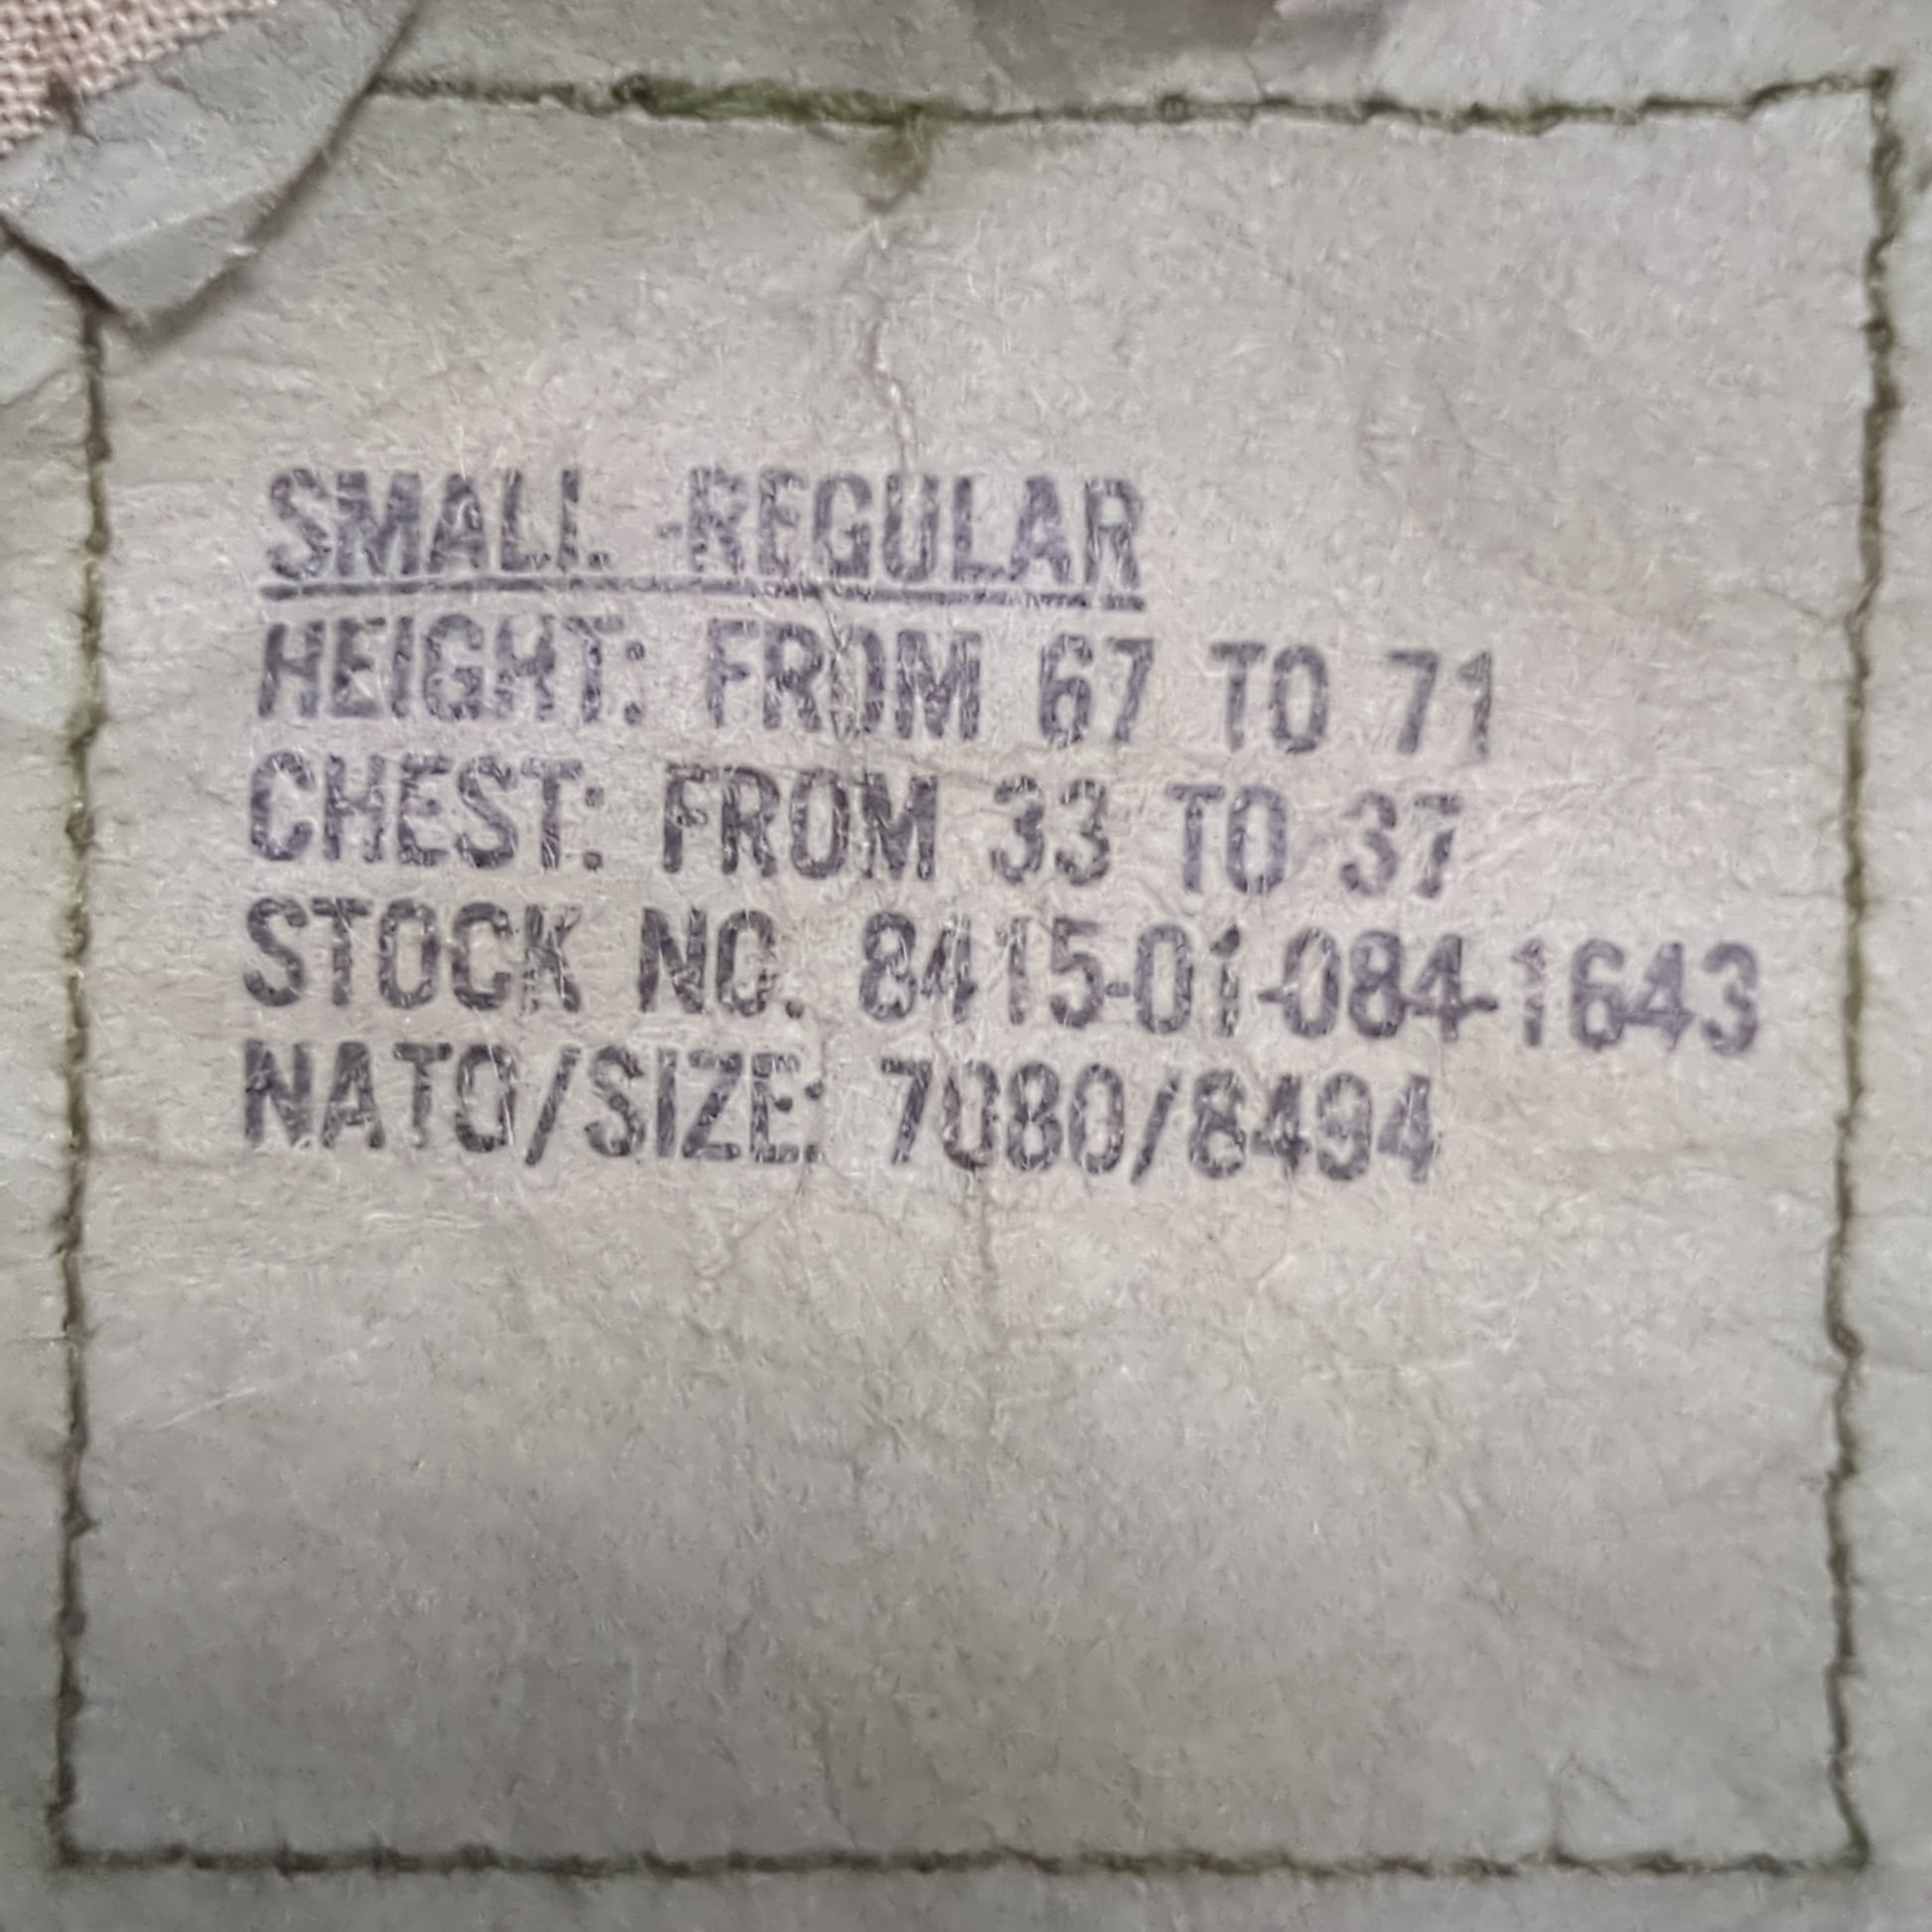 SMALL -REGULAR
HEIGHT: FROM 67 TO 71
CHEST: FROM 33 TO 37
STOCK NO. 8415-01-084-1643
NATO/SIZE: 7080/8494